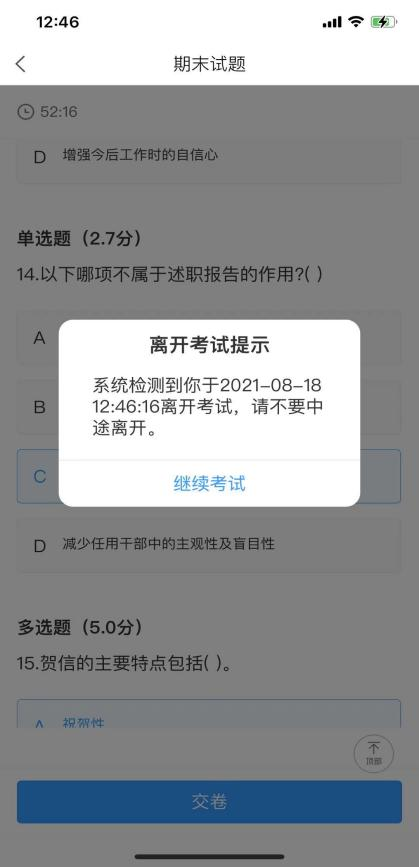 12:46
期末试题
52:16
D 增强今后工作时的自信心
单选题（2.7分）
14.以下哪项不属于述职报告的作用?( )
A
离开考试提示
系统检测到你于2021-08-18
B
12:46:16离开考试，请不要中
途离开。
C
继续考试
D 减少任用干部中的主观性及盲目性
多选题（5.0分）
15.贺信的主要特点包括( )。
A 祝贺性
顶部
交卷